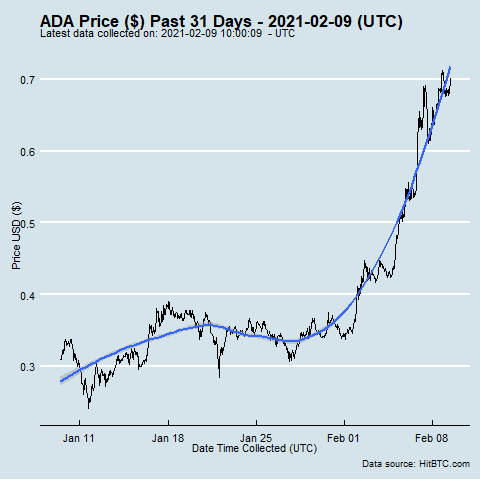 ADA Price ($) Past 31 Days - 2021-02-09 (UTC)
Latest data collected on: 2021-02-09 10:00:09 - UTC
0.7
0.6
0.5
0.4
0.3
Price USD ($)
Jan 11 Jan 18 Jan 25 Feb 01 Feb 08
Date Time Collected (UTC)
Data source: HitBTC.com